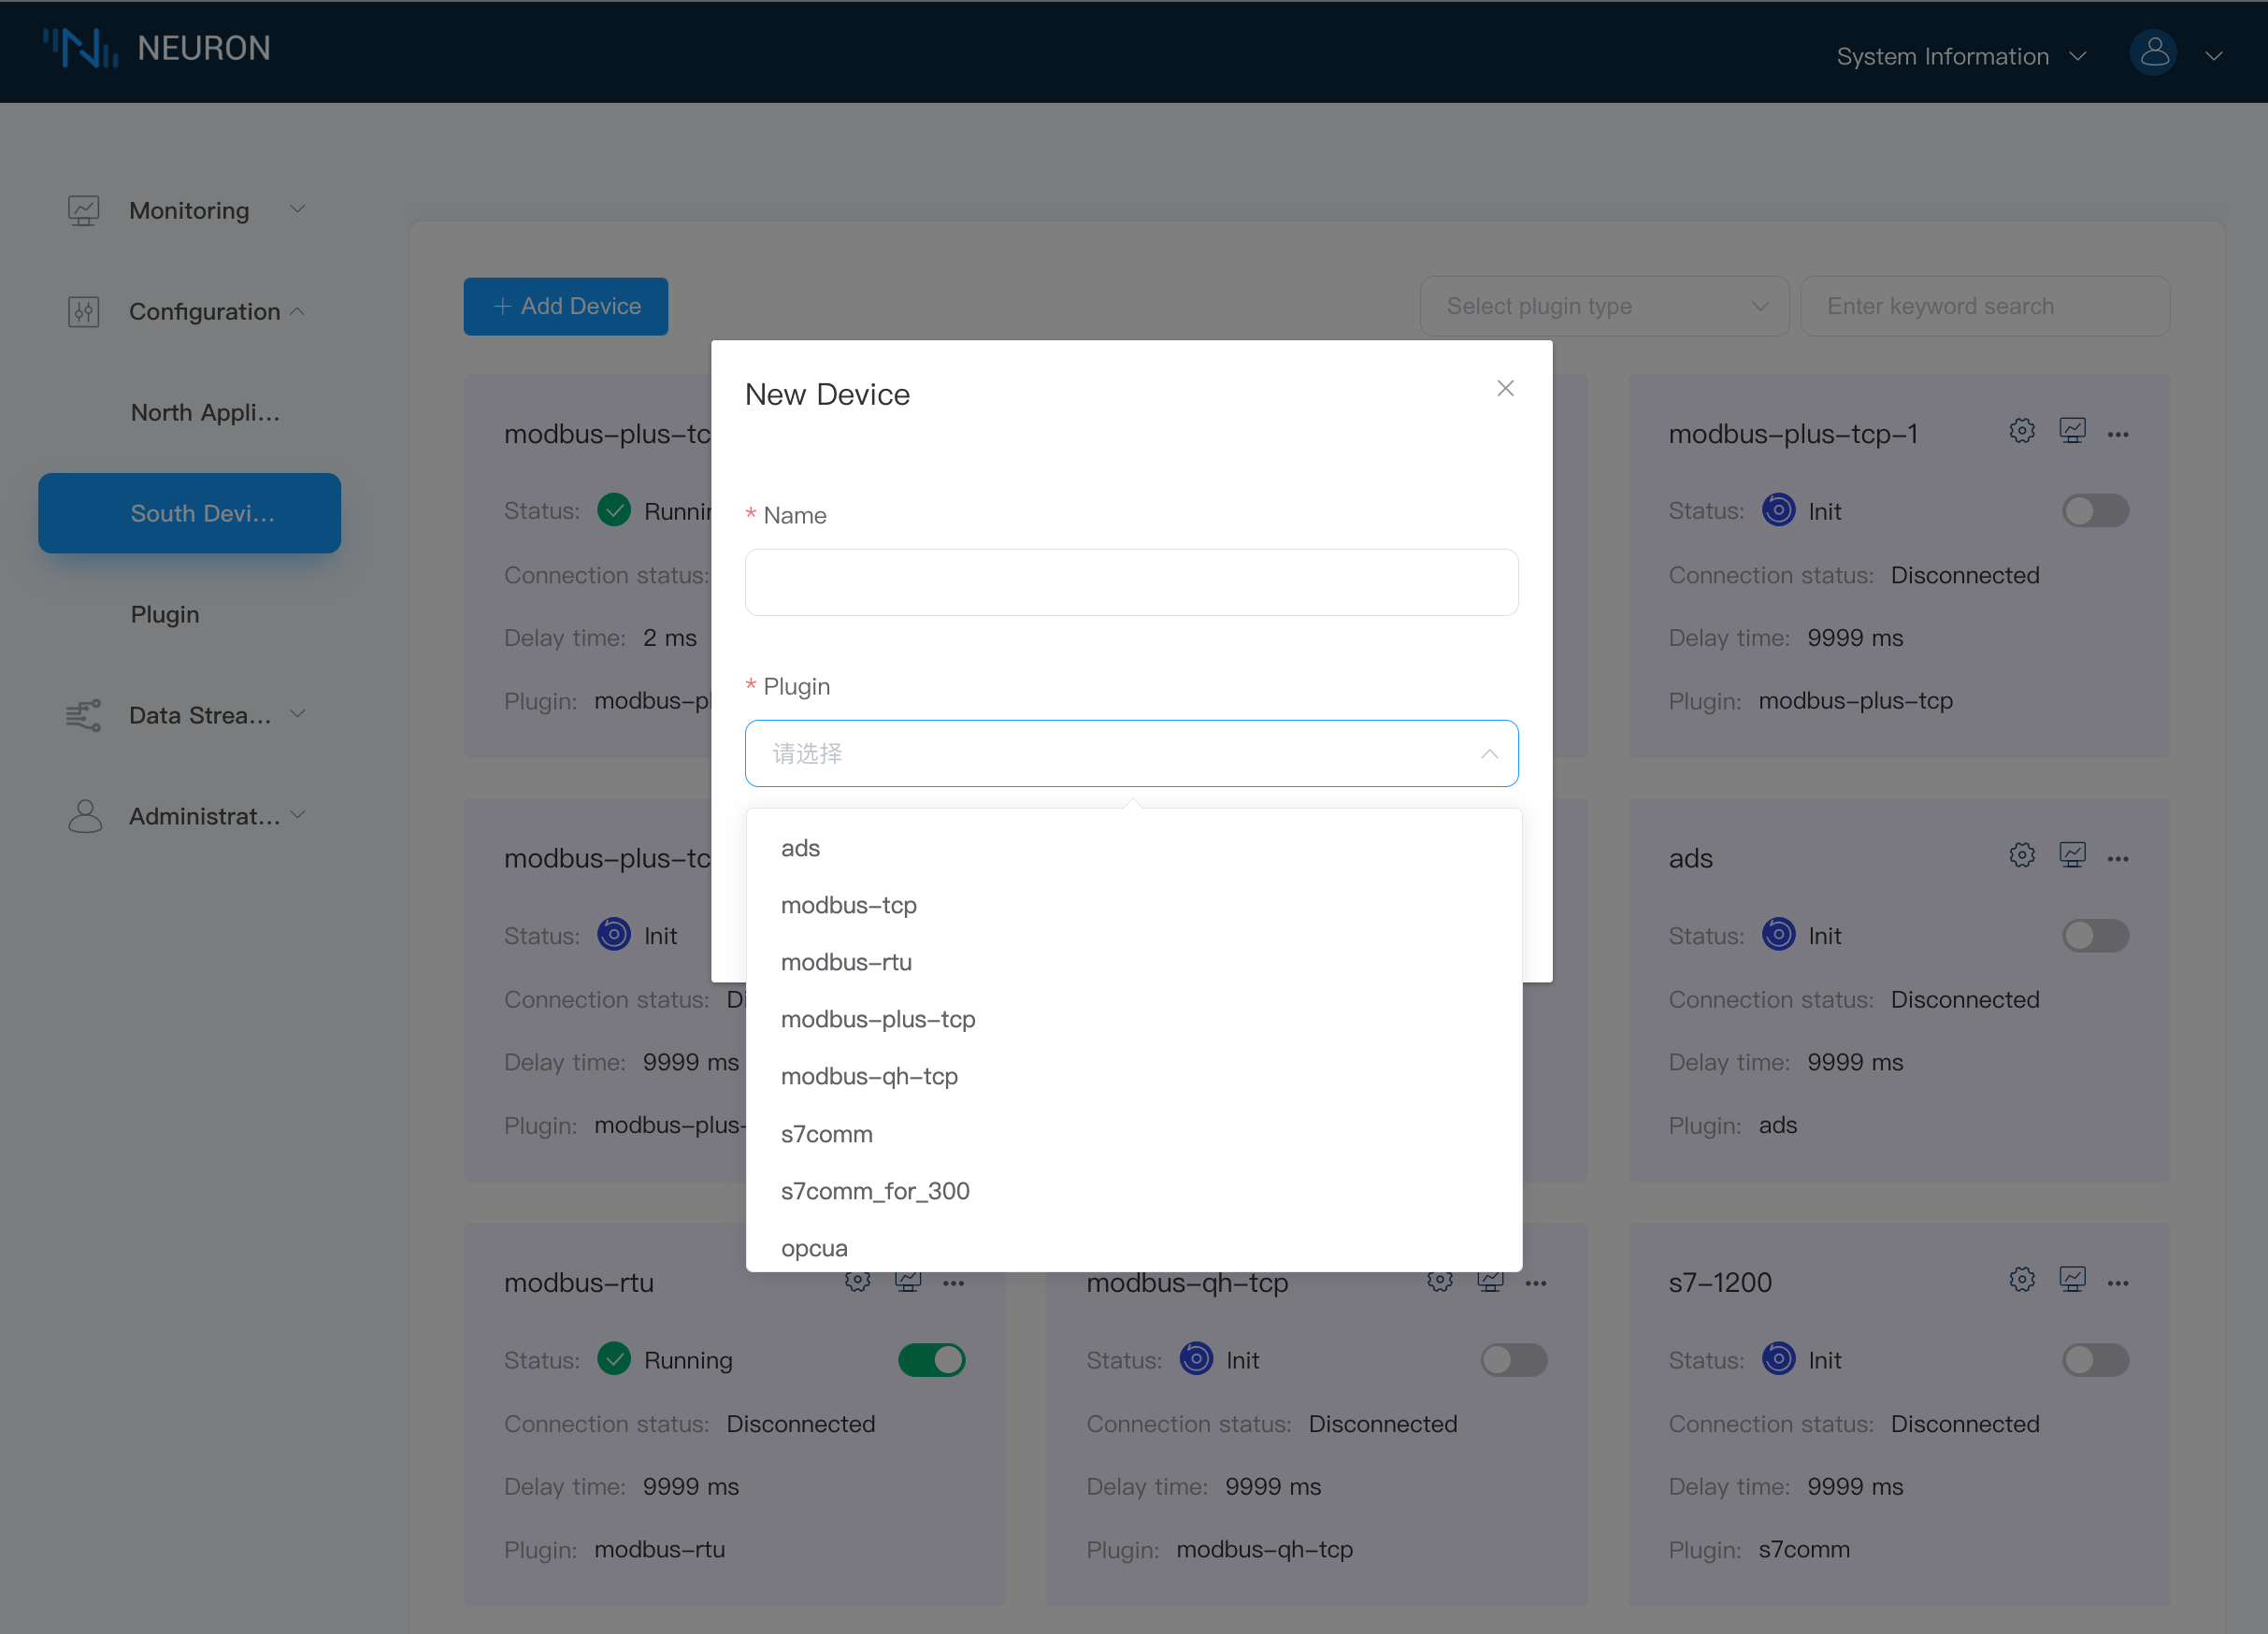 NEURON
System Information
Monitoring
Configuration
North Appli...
South Devi...
Plugin
Data Strea...
Administrat...
+ Add Device
Select plugin type
Enter keyword search
modbus-plus-tc
Status: Runnin
Connection status:
Delay time: 2 ms
Plugin: modbus-pl
modbus-plus-tcp-1
Status: Init
Connection status: Disconnected
Delay time: 9999 ms
Plugin: modbus-plus-tcp
New Device
* Name
* Plugin
请选择
ads
modbus-tcp
modbus-rtu
modbus-plus-tcp
modbus-qh-tcp
s7comm
s7comm_for_300
opcua
modbus-plus-tc
Status: Init
Connection status: Di
Delay time: 9999 ms
Plugin: modbus-plus-
ads
Status: Init
Connection status: Disconnected
Delay time: 9999 ms
Plugin: ads
modbus-rtu
Status: Running
Connection status: Disconnected
Delay time: 9999 ms
Plugin: modbus-rtu
modbus-qh-tcp
Status: Init
Connection status: Disconnected
Delay time: 9999 ms
Plugin: modbus-qh-tcp
s7-1200
Status: Init
Connection status: Disconnected
Delay time: 9999 ms
Plugin: s7comm